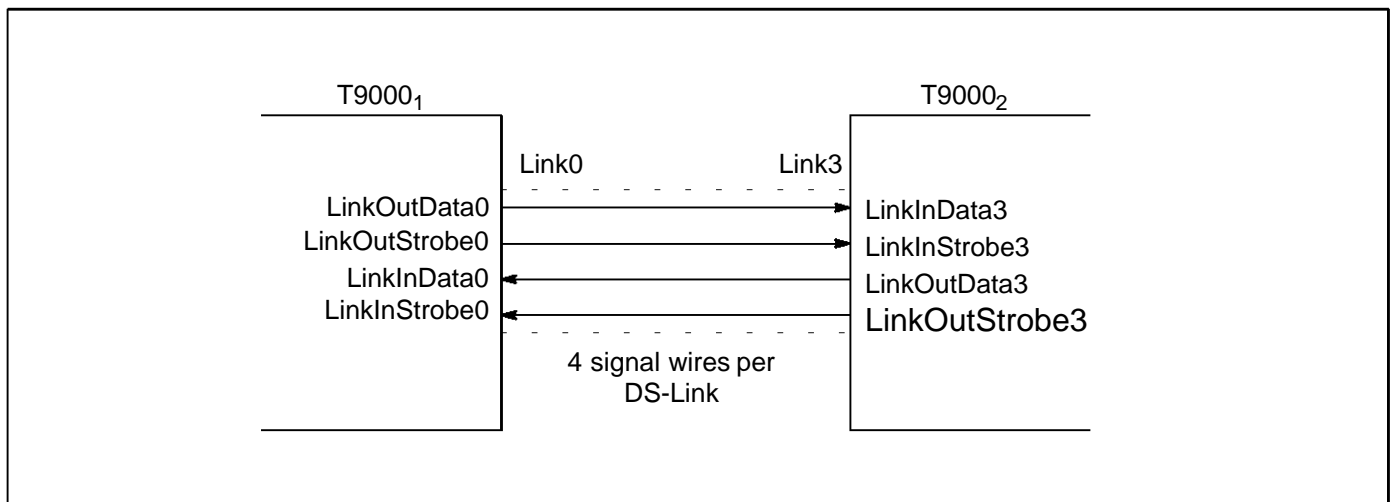 T9000₁
T9000₂
Link0
Link3
LinkOutData0
LinkOutStrobe0
LinkInData0
LinkInStrobe0
LinkInData3
LinkInStrobe3
LinkOutData3
LinkOutStrobe3
4 signal wires per
DS-Link